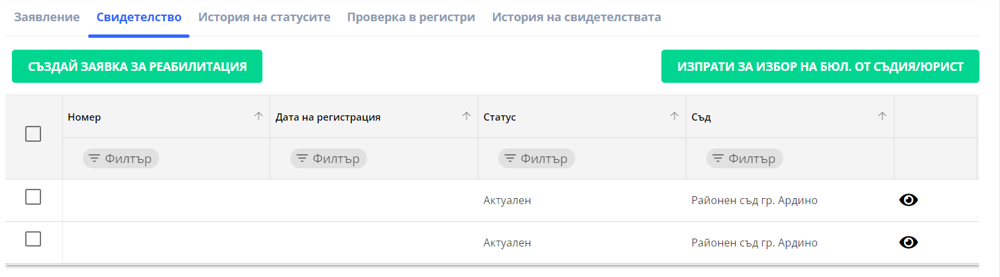 Заявление Свидетелство История на статусите Проверка в регистри История на свидетелствата
СЪЗДАЙ ЗАЯВКА ЗА РЕАБИЛИТАЦИЯ ИЗПРАТИ ЗА ИЗБОР НА БЮЛ. ОТ СЪДИЯ/ЮРИСТ
Номер Дата на регистрация Статус Съд
Филтър Филтър Филтър Филтър
Актуален Районен съд гр. Ардино
Актуален Районен съд гр. Ардино